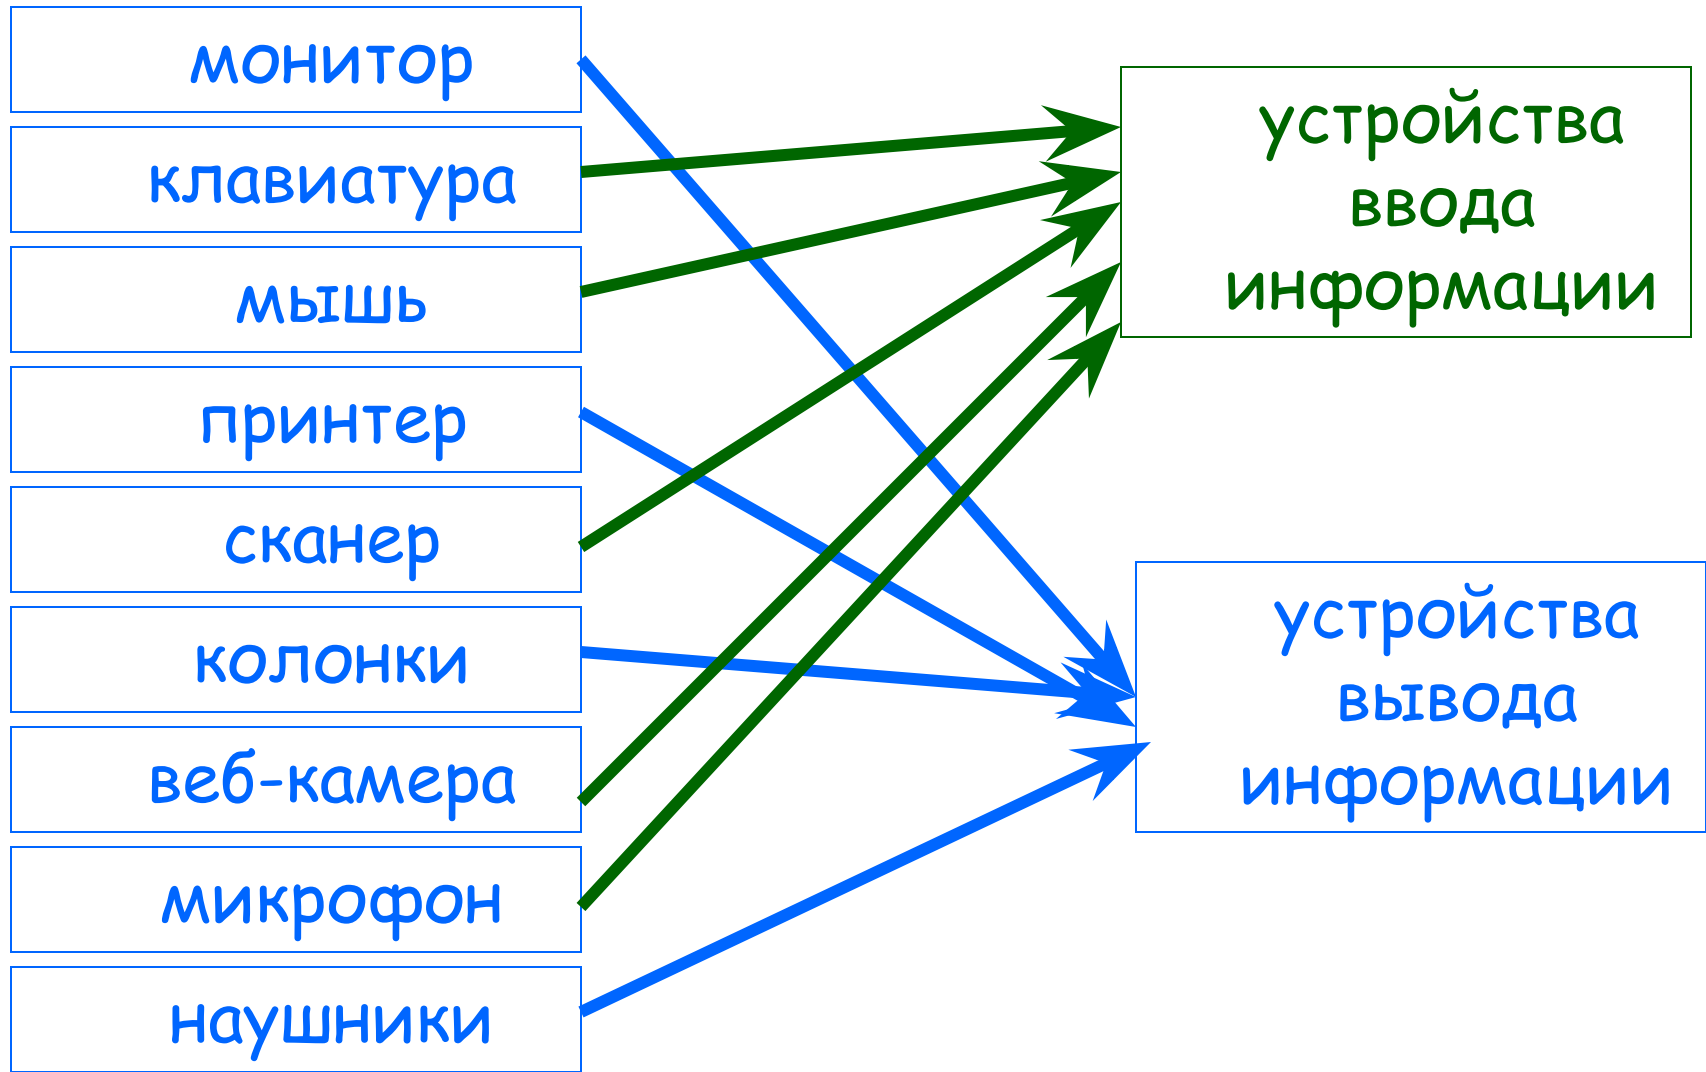 монитор
клавиатура
мышь
принтер
сканер
колонки
веб-камера
микрофон
наушники
устройства
ввода
информации
устройства
вывода
информации